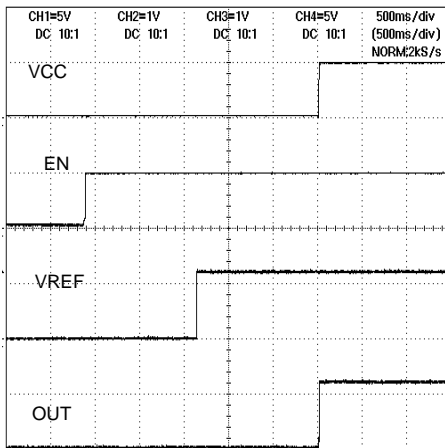 CH1=5V CH2=1V CH3=1V CH4=5V 500ms/div
DC 10:1 DC 10:1 DC 10:1 DC 10:1 (500ms/div)
NORM:2kS/s
VCC
EN
VREF
OUT